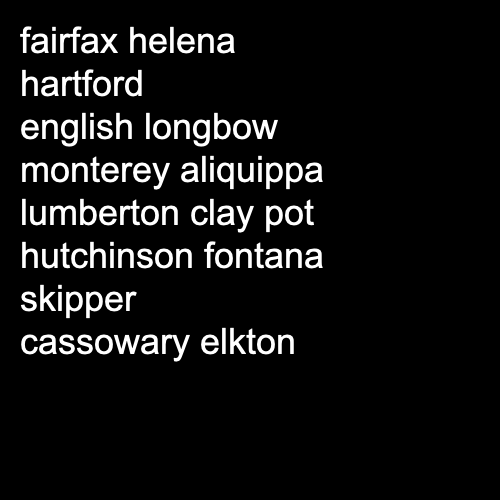 fairfax helena
hartford
english longbow
monterey aliquippa
lumberton clay pot
hutchinson fontana
skipper
cassowary elkton